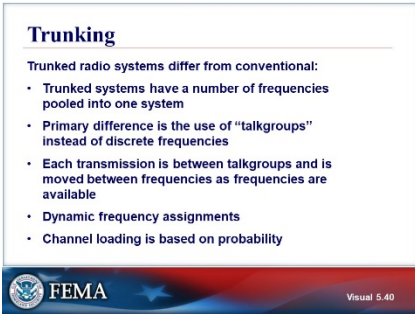 Trunking
Trunked radio systems differ from conventional:
• Trunked systems have a number of frequencies
pooled into one system
• Primary difference is the use of “talkgroups”
instead of discrete frequencies
• Each transmission is between talkgroups and is
moved between frequencies as frequencies are
available
• Dynamic frequency assignments
• Channel loading is based on probability
FEMA
Visual 5.40